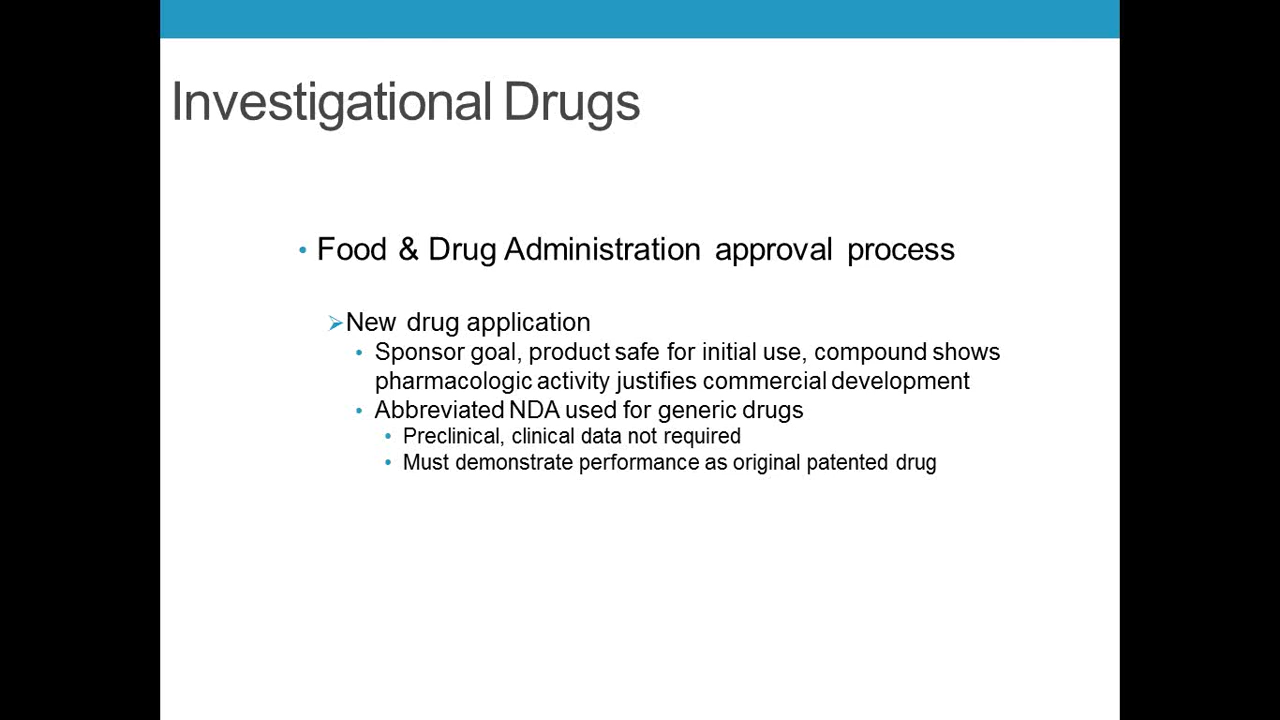 Investigational Drugs
• Food & Drug Administration approval process
➢New drug application
• Sponsor goal, product safe for initial use, compound shows
pharmacologic activity justifies commercial development
• Abbreviated NDA used for generic drugs
• Preclinical, clinical data not required
• Must demonstrate performance as original patented drug